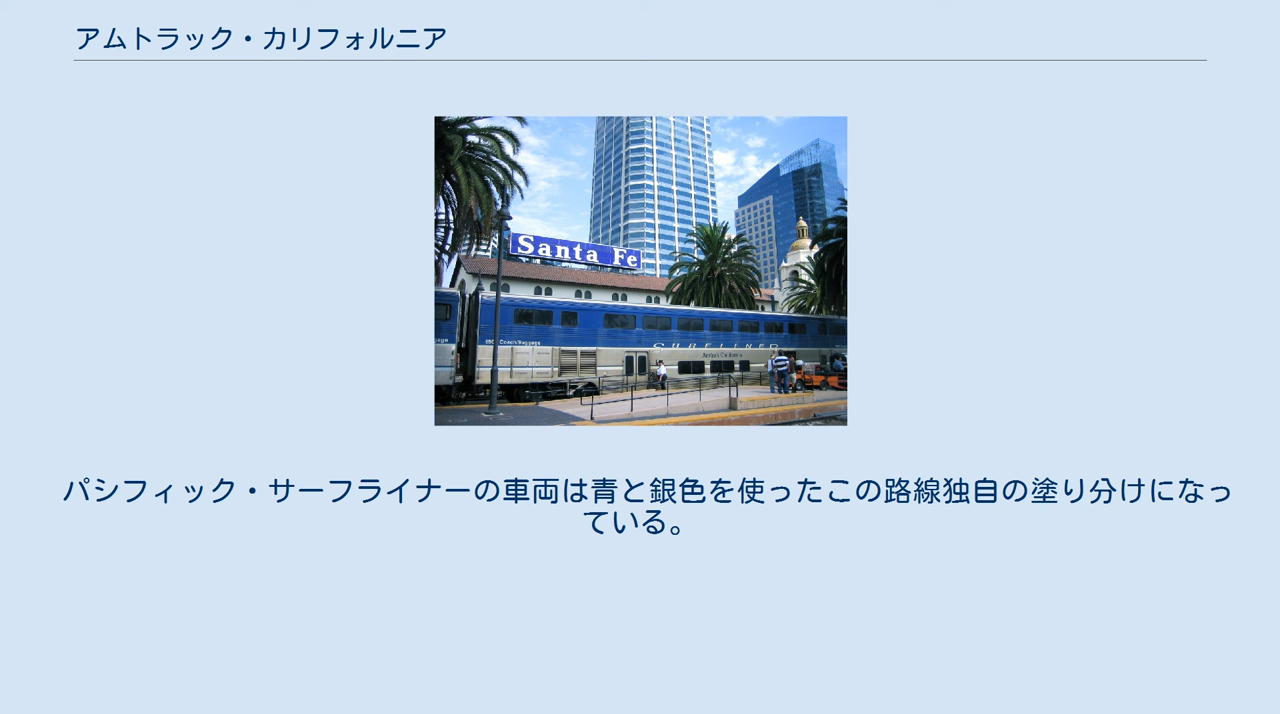 アムトラック・カリフォルニア
Santa Fe
Coach/Baggage
SURFLINER
パシフィック・サーフライナーの車両は青と銀色を使ったこの路線独自の塗り分けになっ
ている。